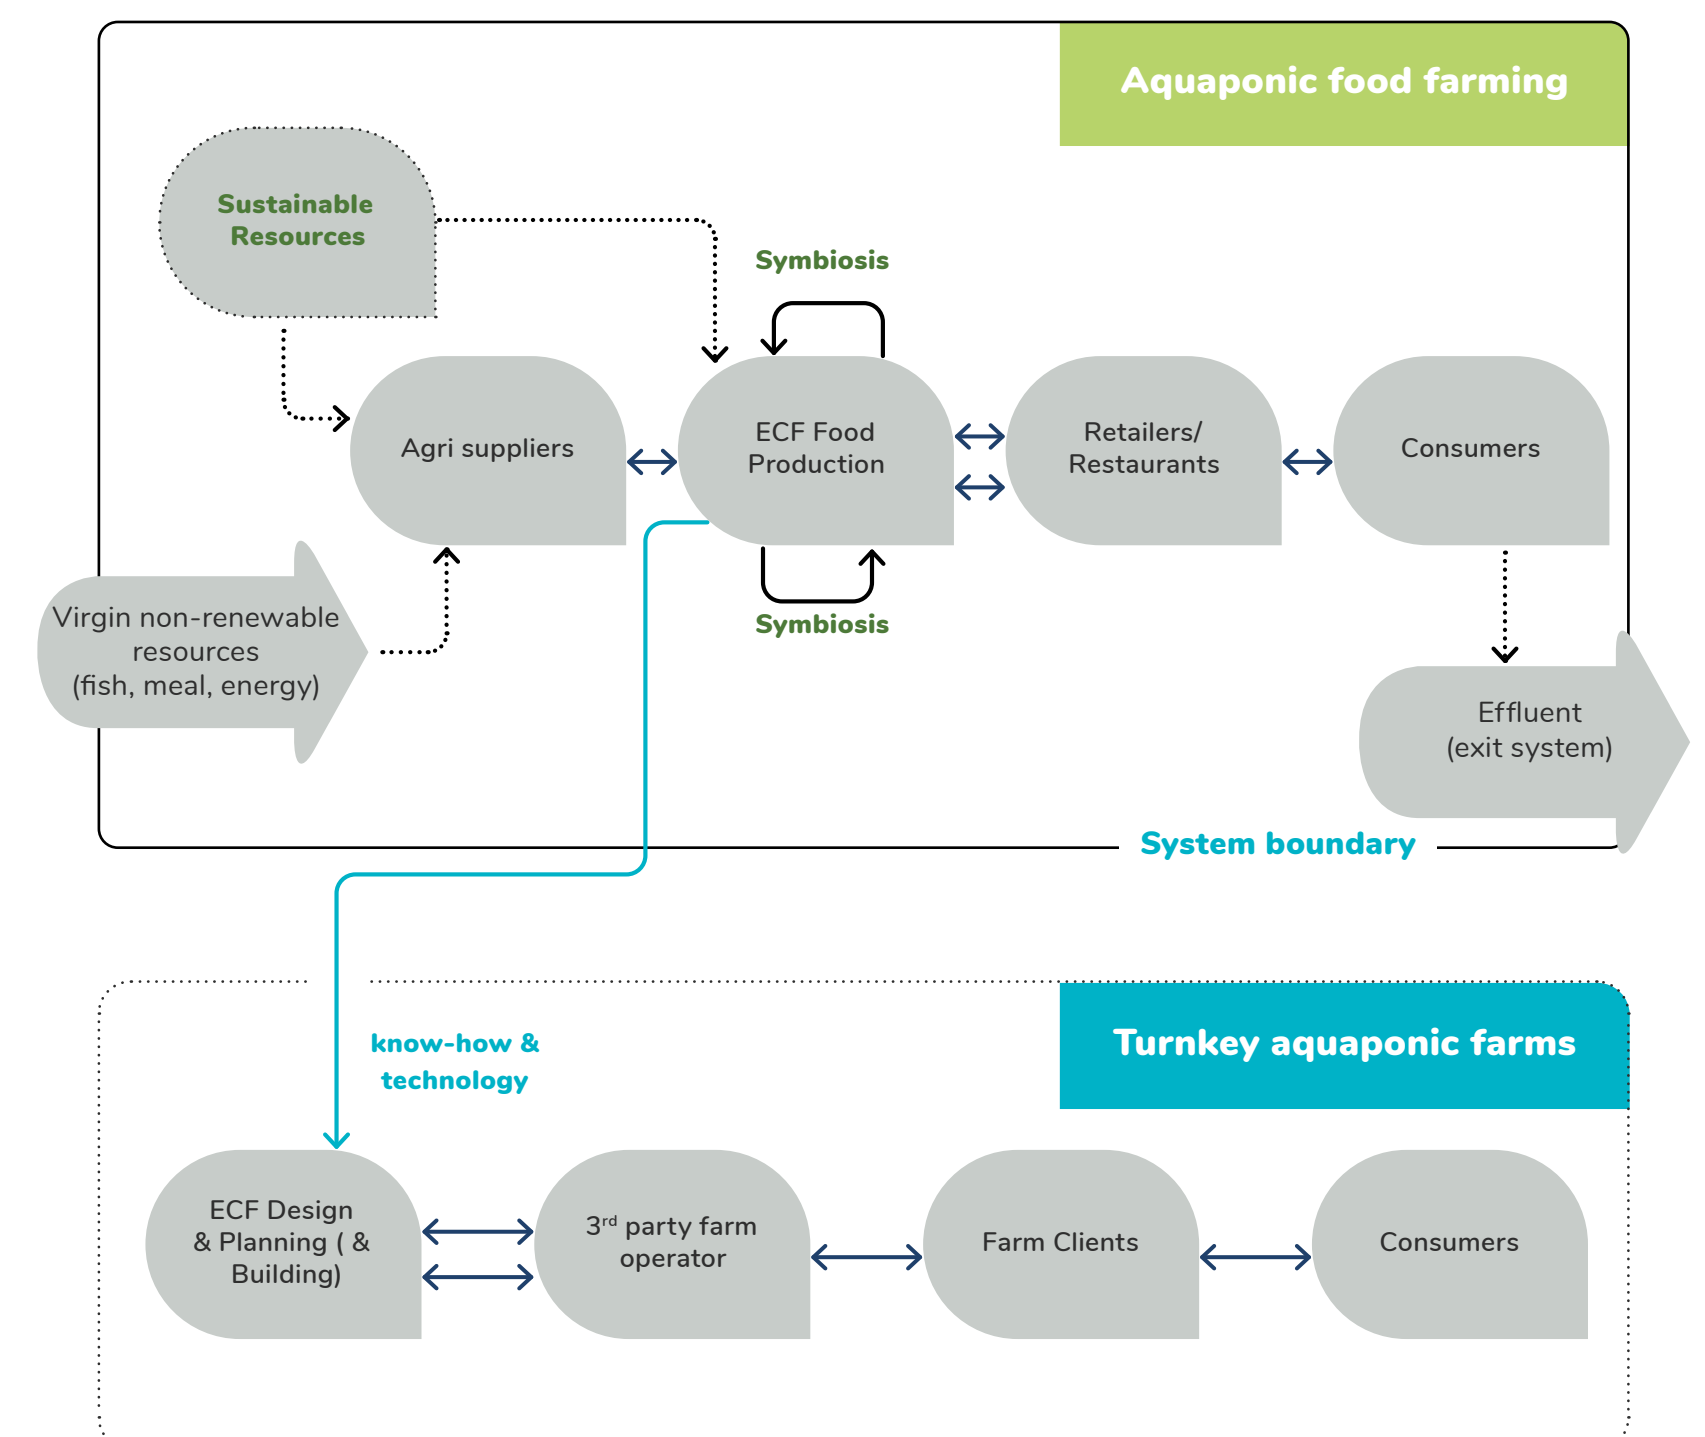 Aquaponic food farming
Sustainable
Resources
Symbiosis
Agri suppliers
ECF Food
Production
Retailers/
Restaurants
Consumers
Symbiosis
Virgin non-renewable
resources
(fish, meal, energy)
Effluent
(exit system)
System boundary
Turnkey aquaponic farms
know-how &
technology
ECF Design
& Planning ( &
Building)
3rd party farm
operator
Farm Clients
Consumers